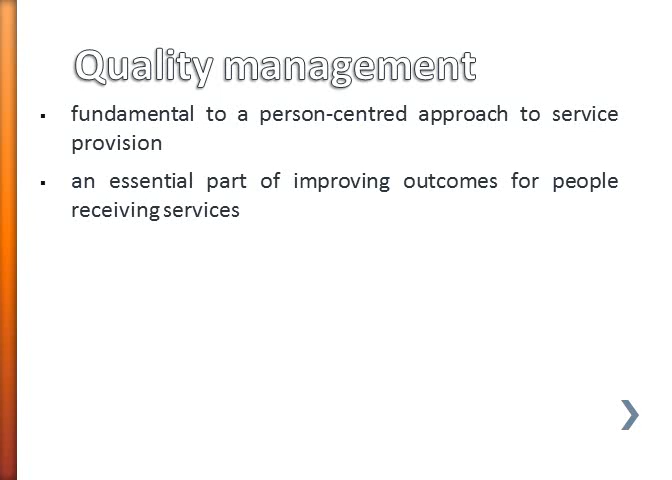 Quality management
▪ fundamental to a person-centred approach to service
provision
▪ an essential part of improving outcomes for people
receiving services